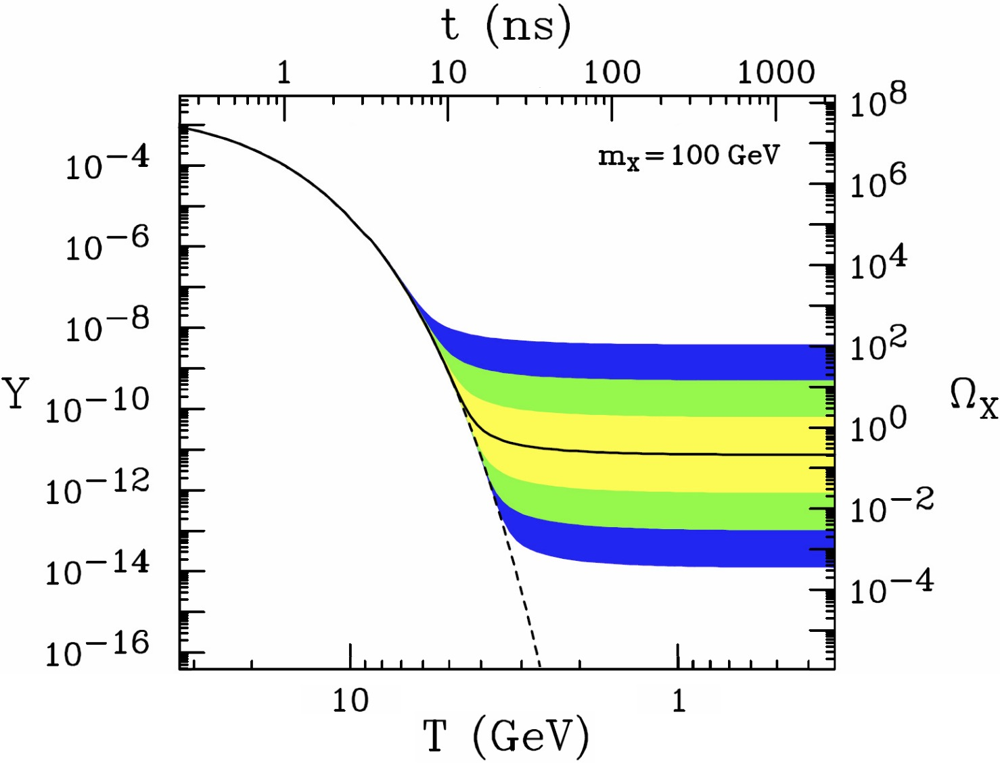 t (ns)
1 10 100 1000
m_X = 100 GeV
10^-4
10^-6
10^-8
10^-10
10^-12
10^-14
10^-16
Y
10^8
10^6
10^4
10^2
10^0
10^-2
10^-4
Ω_X
10 1
T (GeV)